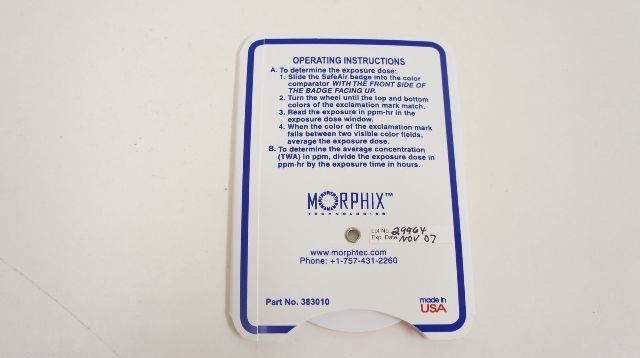 OPERATING INSTRUCTIONS
A. To determine the exposure dose:
1. Slide the SafeAir badge into the color
comparator WITH THE FRONT SIDE OF
THE BADGE FACING UP.
2. Turn the wheel until the top and bottom
colors of the exclamation mark match.
3. Read the exposure in ppm-hr in the
exposure dose window.
4. When the color of the exclamation mark
falls between two visible color fields,
average the exposure dose.
B. To determine the average concentration
(TWA) in ppm, divide the exposure dose in
ppm-hr by the exposure time in hours.
MORPHIX™
TECHNOLOGIES
Lot No. 29964
Exp. Date NOV 07
www.morphtec.com
Phone: +1-757-431-2260
Part No. 383010
made in
USA